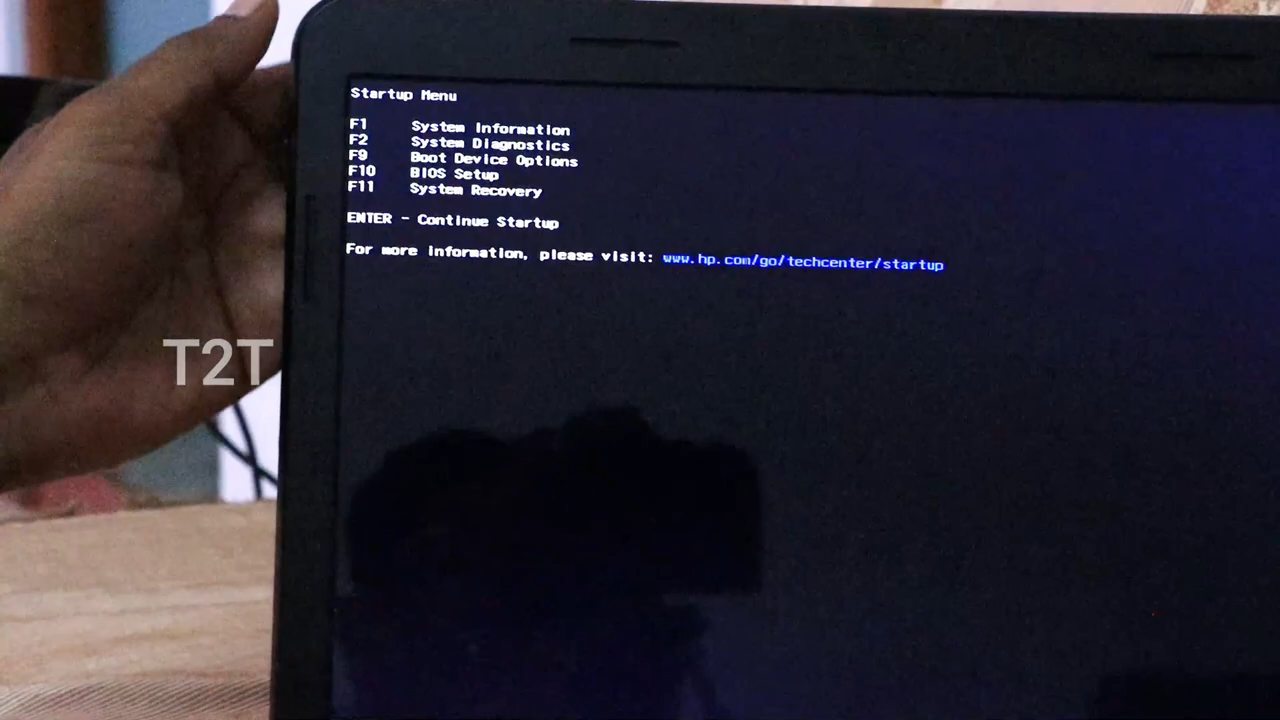 Startup Menu
F1 System Information
F2 System Diagnostics
F9 Boot Device Options
F10 BIOS Setup
F11 System Recovery
ENTER - Continue Startup
For more information, please visit: www.hp.com/go/techcenter/startup
T2T